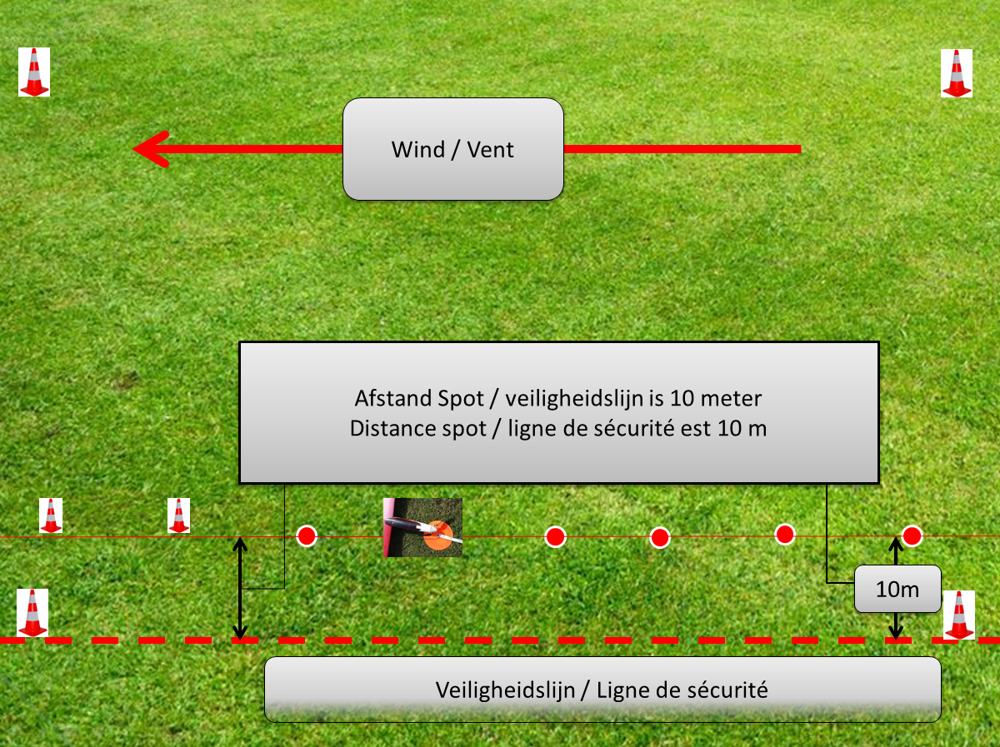 Wind / Vent
Afstand Spot / veiligheidslijn is 10 meter
Distance spot / ligne de sécurité est 10 m
10m
Veiligheidslijn / Ligne de sécurité